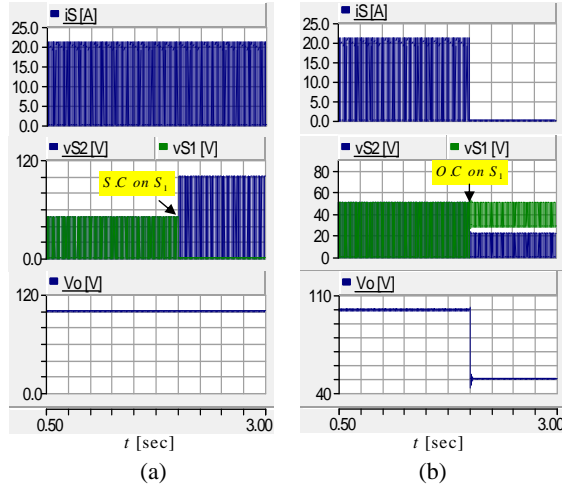 iS [A]
25.0
20.0
15.0
10.0
5.0
0.0
vS2 [V] vS1 [V]
120
0.0
S.C on S1
Vo [V]
120
0.0
0.50 3.00
t [sec]
(a)
iS [A]
25.0
20.0
15.0
10.0
5.0
0.0
vS2 [V] vS1 [V]
80
60
40
20
0
O.C on S1
Vo [V]
110
40
0.50 3.00
t [sec]
(b)